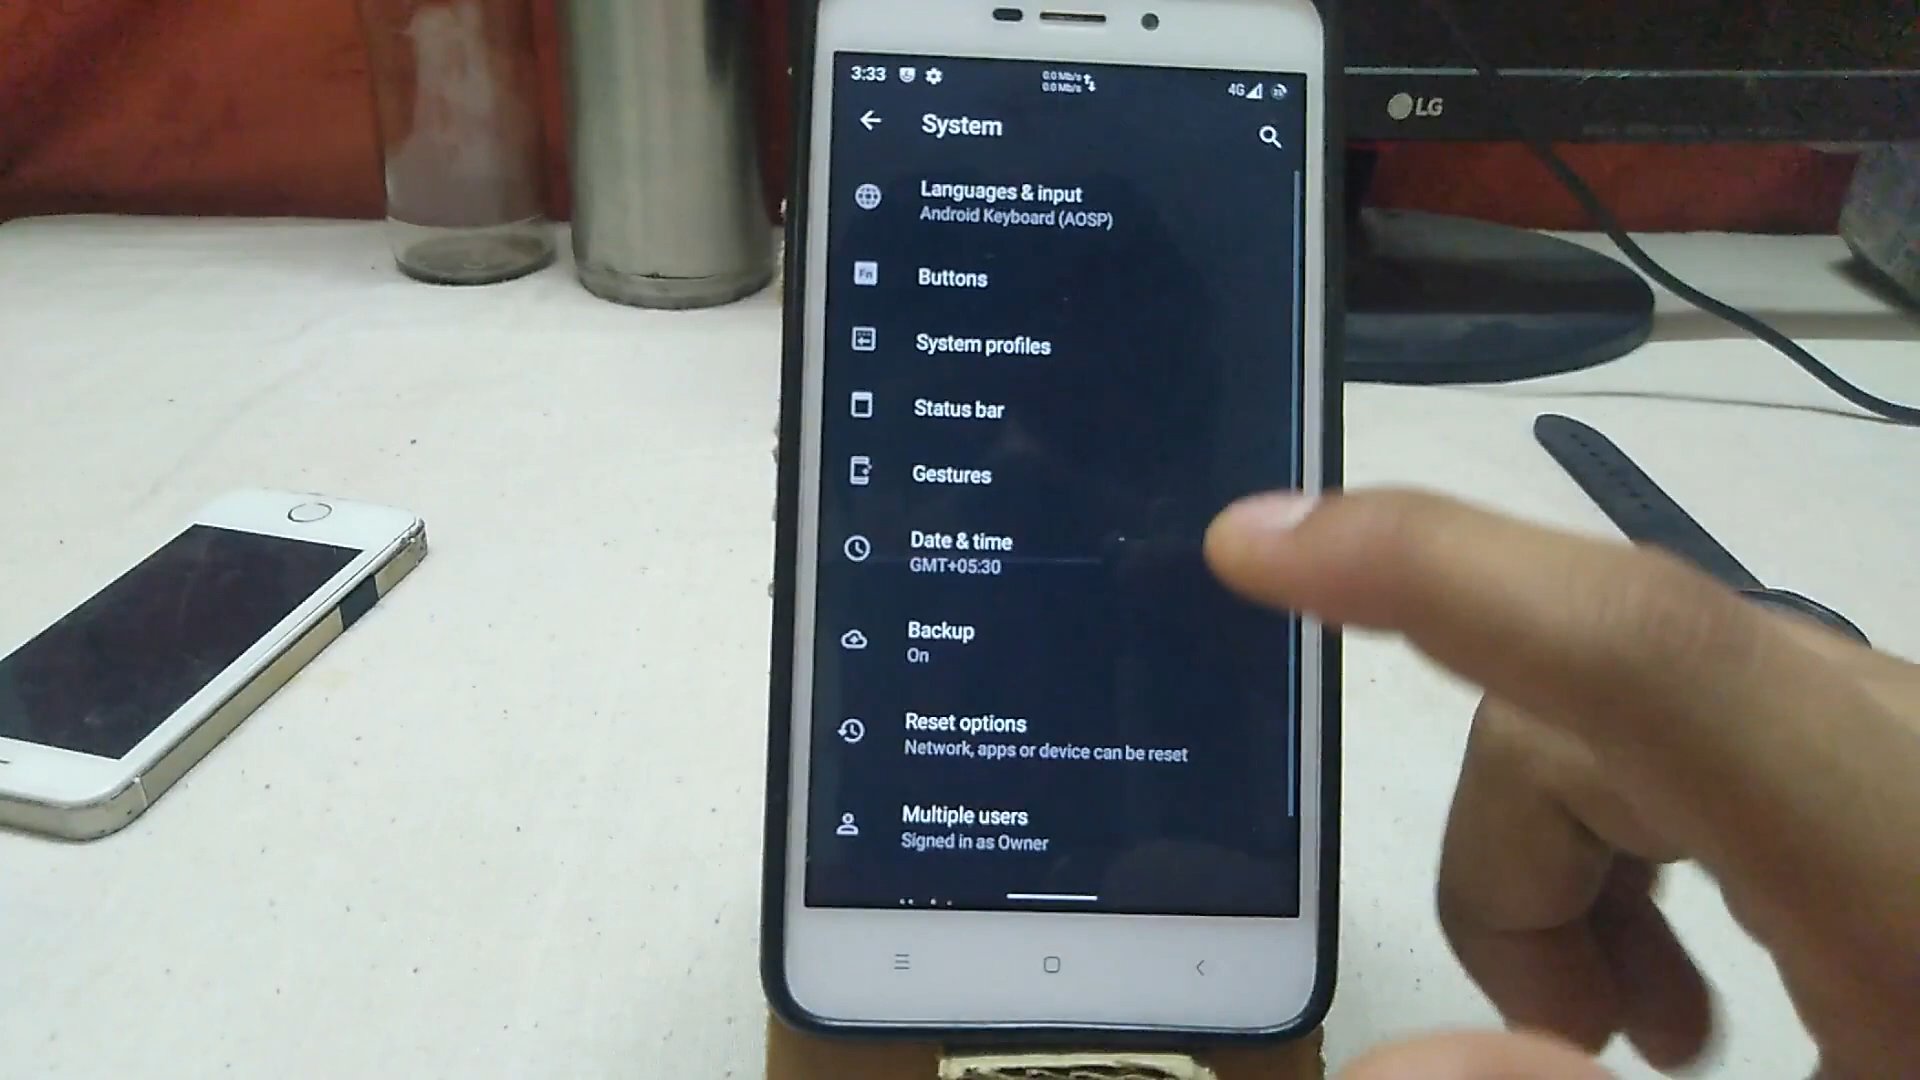 3:33
0.0 Mb/s
0.0 Mb/s
4G
LG
System
Languages & input
Android Keyboard (AOSP)
Fn
Buttons
System profiles
Status bar
Gestures
Date & time
GMT+05:30
Backup
On
Reset options
Network, apps or device can be reset
Multiple users
Signed in as Owner